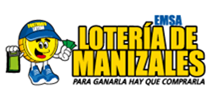 EMSA
LOTERÍA DE
MANIZALES
PARA GANARLA HAY QUE COMPRARLA